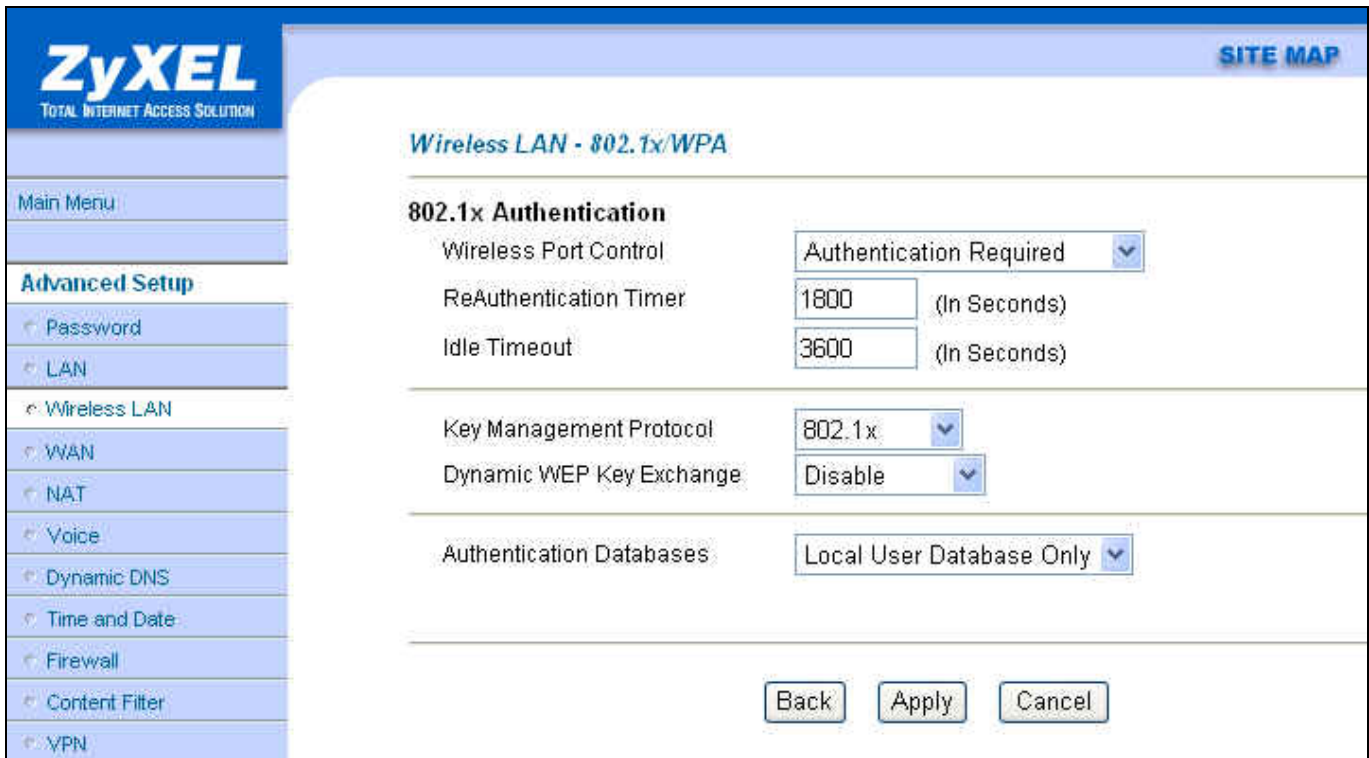 ZyXEL
TOTAL INTERNET ACCESS SOLUTION
SITE MAP
Main Menu
Advanced Setup
Password
LAN
Wireless LAN
WAN
NAT
Voice
Dynamic DNS
Time and Date
Firewall
Content Filter
VPN
Wireless LAN - 802.1x/WPA
802.1x Authentication
Wireless Port Control Authentication Required
ReAuthentication Timer 1800 (In Seconds)
Idle Timeout 3600 (In Seconds)
Key Management Protocol 802.1x
Dynamic WEP Key Exchange Disable
Authentication Databases Local User Database Only
Back Apply Cancel